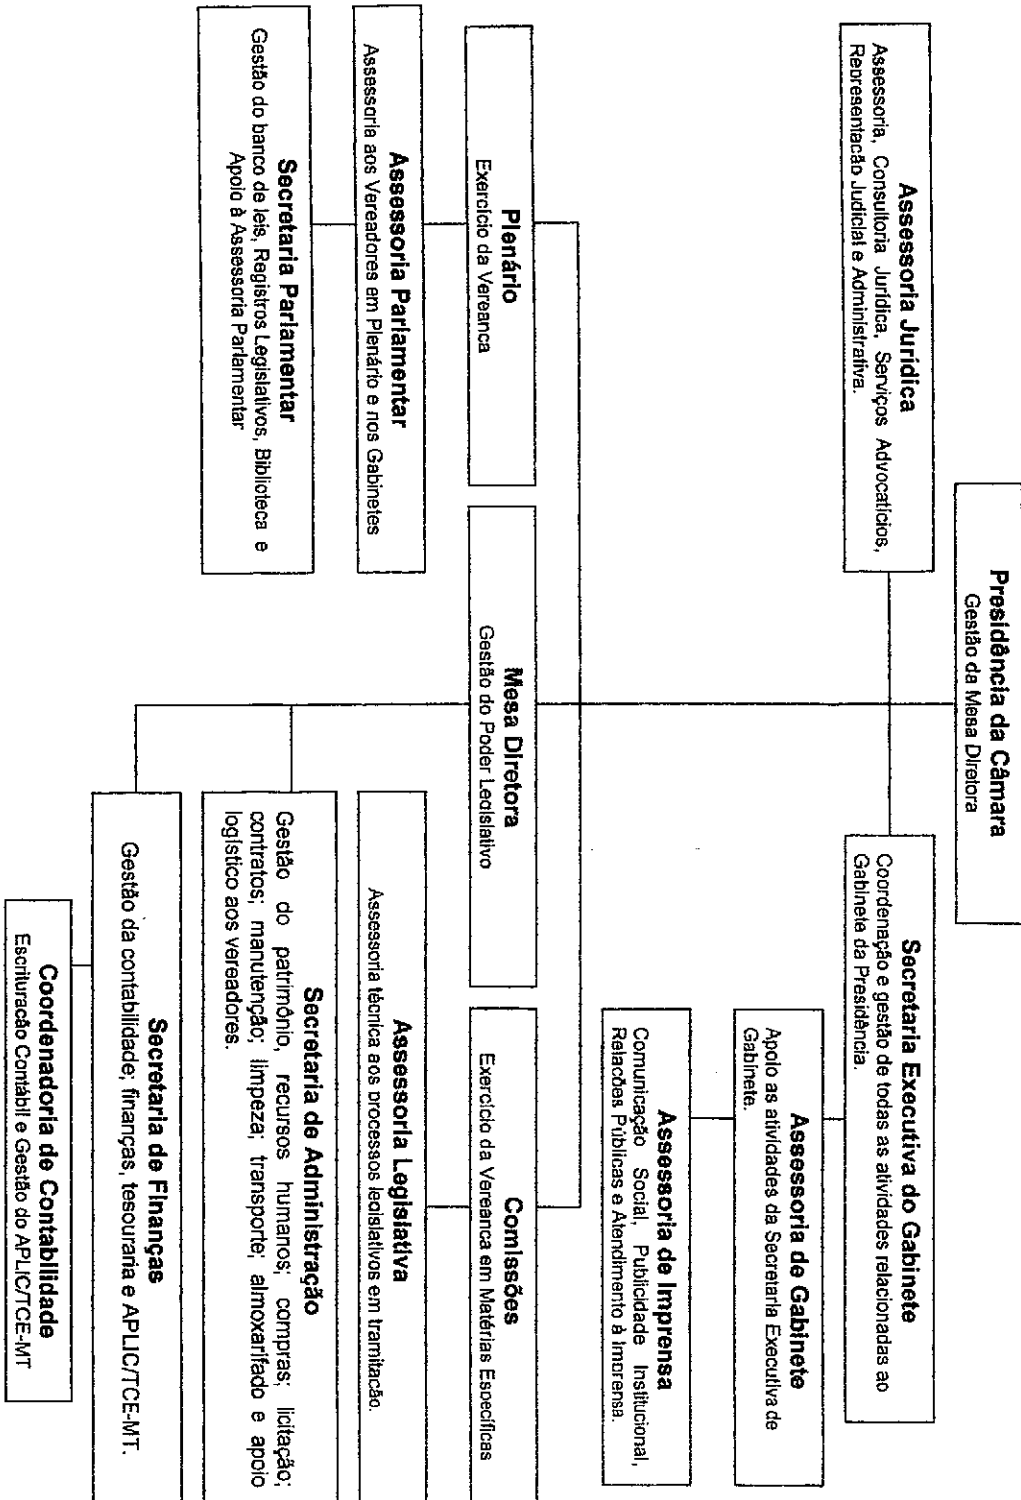 Presidência da Câmara
Gestão da Mesa Diretora
Assessoria Jurídica
Assessoria, Consultoria Jurídica, Serviços Advocatícios,
Representacão Judicial e Administrativa.
Secretaria Executiva do Gabinete
Coordenação e gestão de todas as atividades relacionadas ao
Gabinete da Presidência.
Assessoria de Gabinete
Apoio as atividades da Secretaria Executiva de
Gabinete.
Assessoria de Imprensa
Comunicação Social, Publicidade Institucional,
Relacões Públicas e Atendimento à Imprensa.
Plenário
Exercício da Vereanca
Mesa Diretora
Gestão do Poder Legislativo
Comissões
Exercício da Vereanca em Matérias Específicas
Assessoria Parlamentar
Assessoria aos Vereadores em Plenário e nos Gabinetes
Assessoria Legislativa
Assessoria técnica aos processos legislativos em tramitação.
Secretaria Parlamentar
Gestão do banco de leis, Registros Legislativos, Biblioteca e
Apoio à Assessoria Parlamentar
Secretaria de Administração
Gestão do patrimônio, recursos humanos; compras; licitação;
contratos; manutenção; limpeza; transporte; almoxarifado e apoio
logístico aos vereadores.
Secretaria de Finanças
Gestão da contabilidade; finanças, tesouraria e APLIC/TCE-MT.
Coordenadoria de Contabilidade
Escrituracão Contábil e Gestão do APLIC/TCE-MT